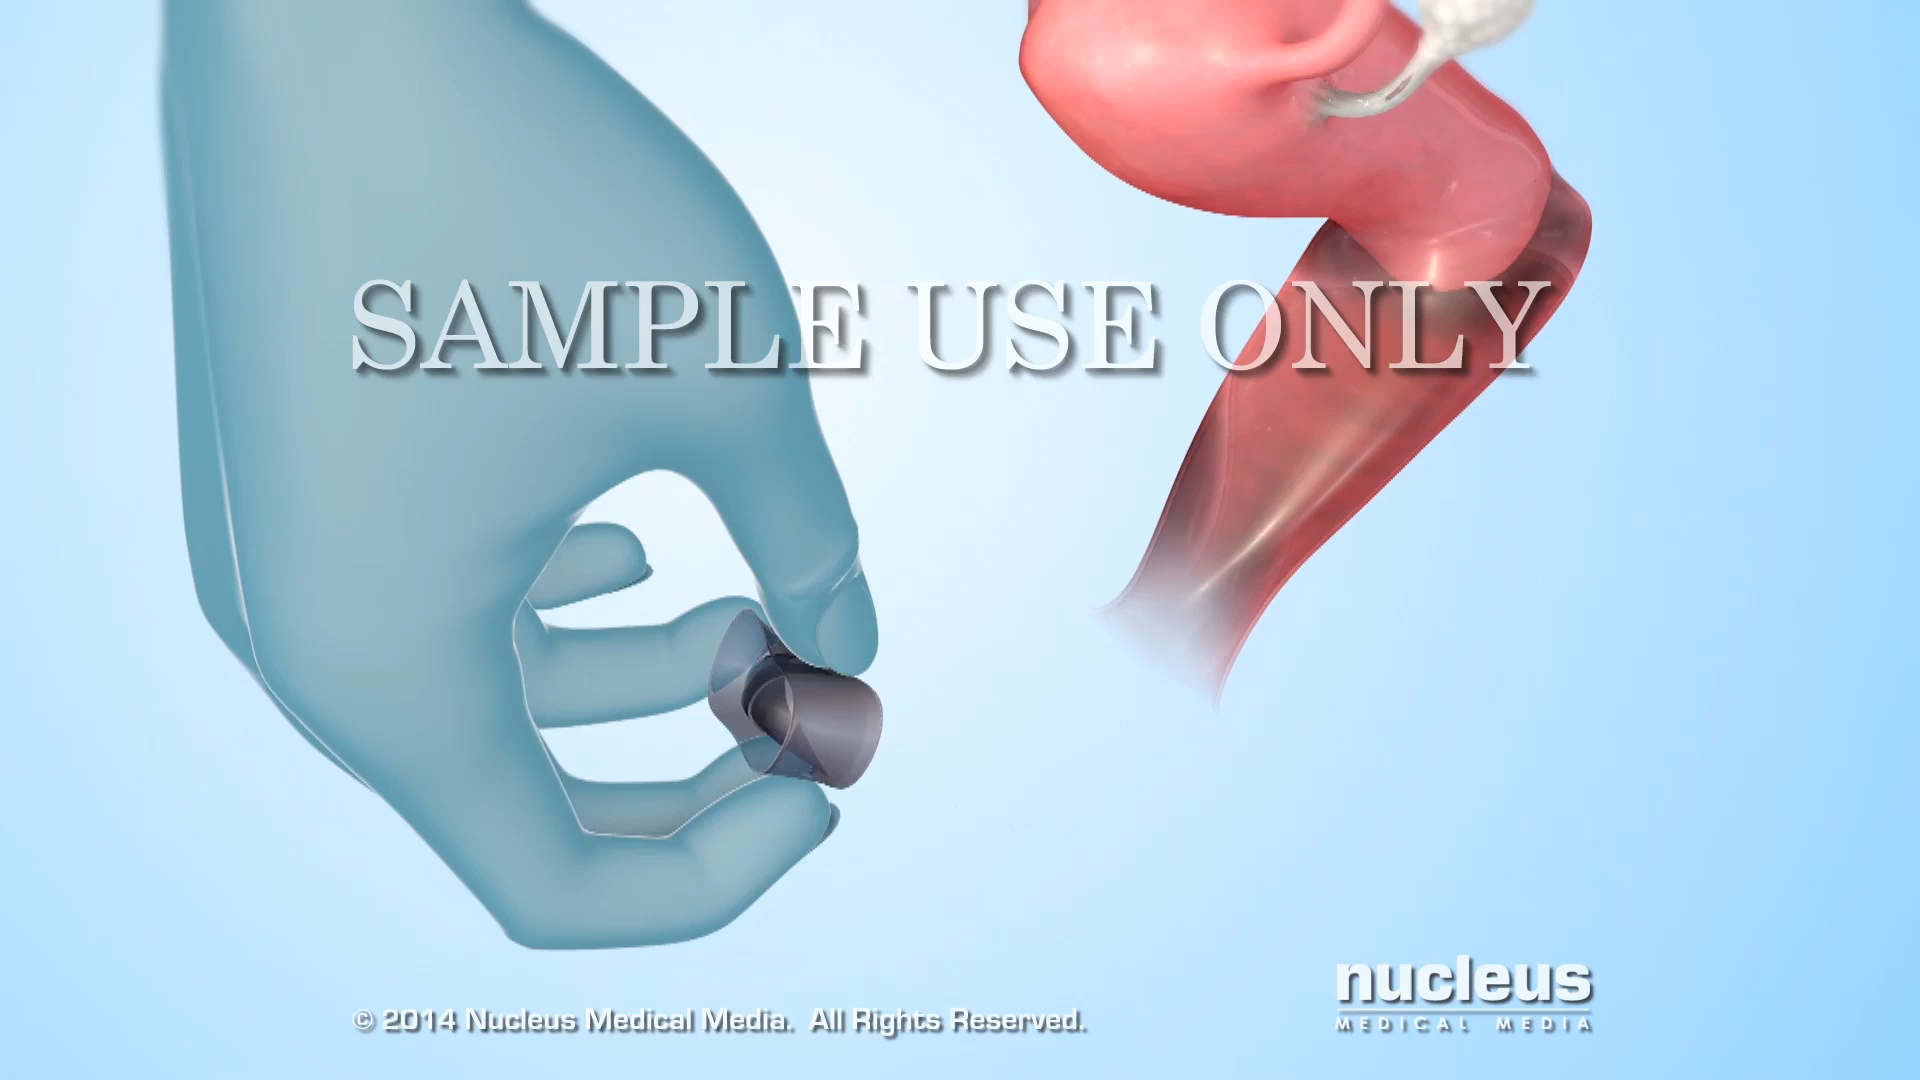 SAMPLE USE ONLY
nucleus
MEDICAL MEDIA
© 2014 Nucleus Medical Media. All Rights Reserved.